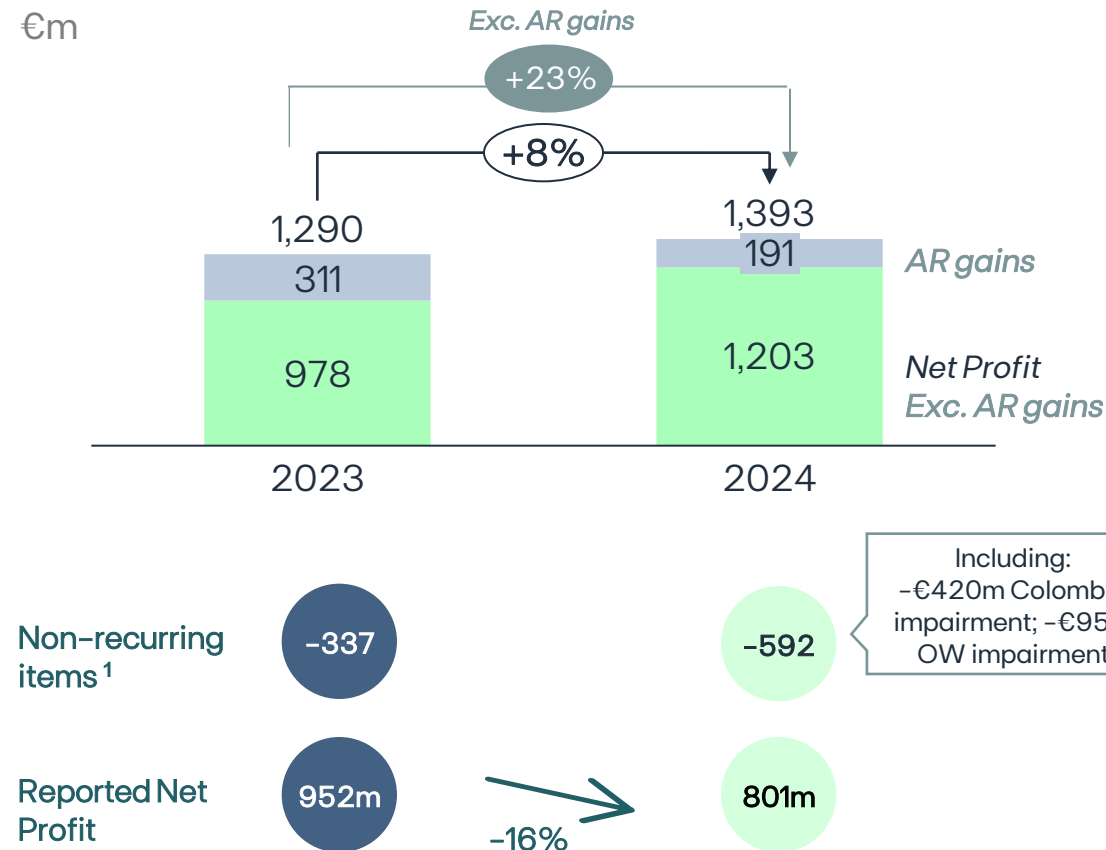 €m
Exc. AR gains
+23%
+8%
1,290
1,393
311
191
AR gains
978
1,203
Net Profit
Exc. AR gains
2023
2024
Including:
-€420m Colomb
impairment; -€95
OW impairment
Non-recurring
items ¹
-337
-592
Reported Net
Profit
952m
801m
-16%